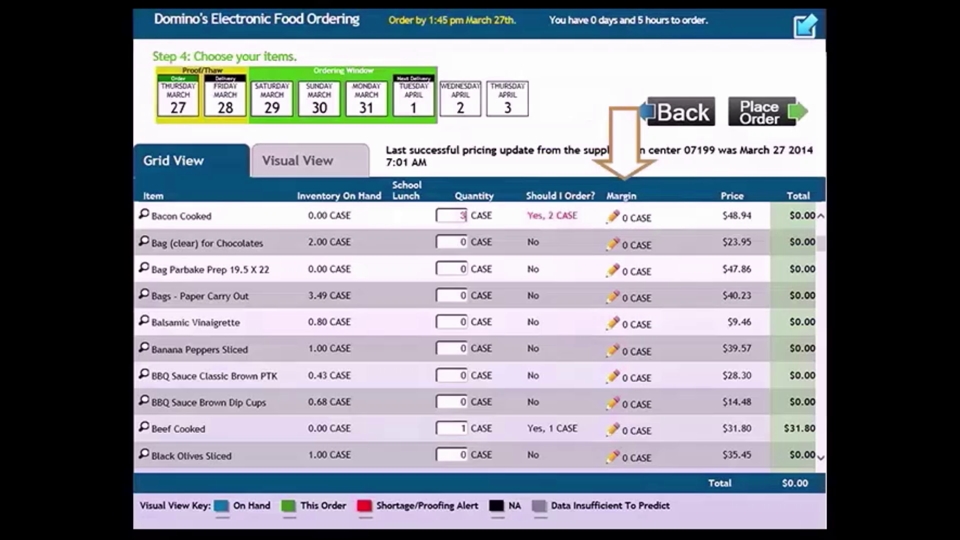 Domino's Electronic Food Ordering Order by 1:45 pm March 27th. You have 0 days and 5 hours to order.
Step 4: Choose your items.
Proof/Thaw Ordering Window
Order Delivery Next Delivery
THURSDAY FRIDAY SATURDAY SUNDAY MONDAY TUESDAY WEDNESDAY THURSDAY
MARCH MARCH MARCH MARCH MARCH APRIL APRIL APRIL
27 28 29 30 31 1 2 3
Back Place Order
Grid View Visual View
Last successful pricing update from the center 07199 was March 27 2014
7:01 AM
Item Inventory On Hand School Lunch Quantity Should I Order? Margin Price Total
Bacon Cooked 0.00 CASE 3 CASE Yes, 2 CASE 0 CASE $48.94 $0.00
Bag (clear) for Chocolates 2.00 CASE 0 CASE No 0 CASE $23.95 $0.00
Bag Parbake Prep 19.5 X 22 0.00 CASE 0 CASE No 0 CASE $47.86 $0.00
Bags - Paper Carry Out 3.49 CASE 0 CASE No 0 CASE $40.23 $0.00
Balsamic Vinaigrette 0.80 CASE 0 CASE No 0 CASE $9.46 $0.00
Banana Peppers Sliced 1.00 CASE 0 CASE No 0 CASE $39.57 $0.00
BBQ Sauce Classic Brown PTK 0.43 CASE 0 CASE No 0 CASE $28.30 $0.00
BBQ Sauce Brown Dip Cups 0.68 CASE 0 CASE No 0 CASE $14.48 $0.00
Beef Cooked 0.00 CASE 1 CASE Yes, 1 CASE 0 CASE $31.80 $31.80
Black Olives Sliced 1.00 CASE 0 CASE No 0 CASE $35.45 $0.00
Total $0.00
Visual View Key: On Hand This Order Shortage/Proofing Alert NA Data Insufficient To Predict